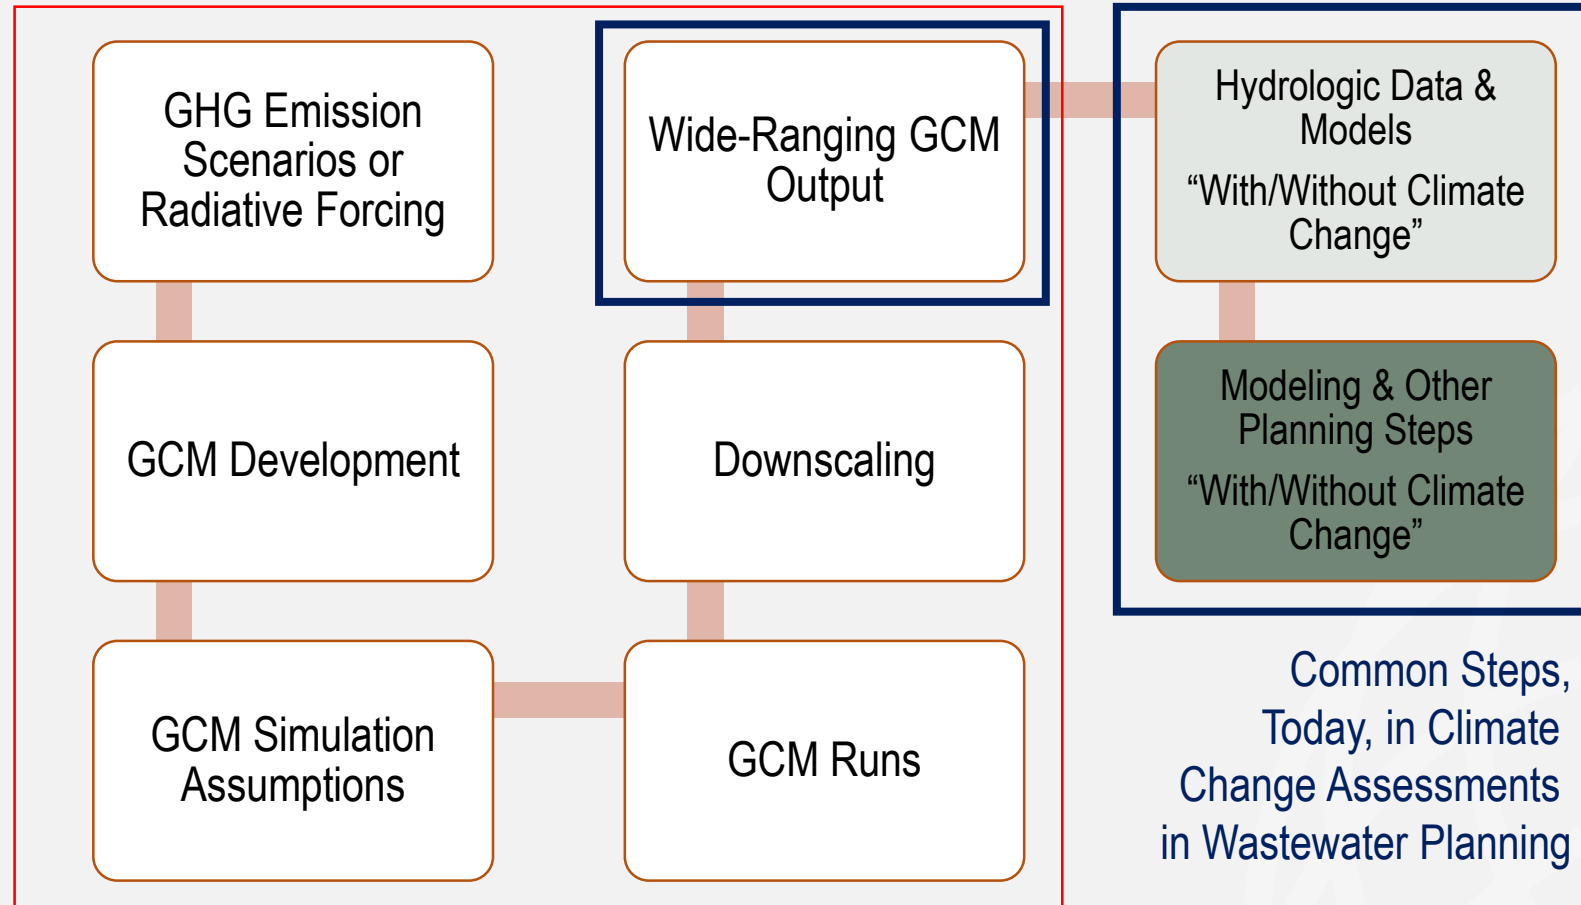 GHG Emission
Scenarios or
Radiative Forcing
GCM Development
GCM Simulation
Assumptions
GCM Runs
Downscaling
Wide-Ranging GCM
Output
Hydrologic Data &
Models
“With/Without Climate
Change”
Modeling & Other
Planning Steps
“With/Without Climate
Change”
Common Steps,
Today, in Climate
Change Assessments
in Wastewater Planning